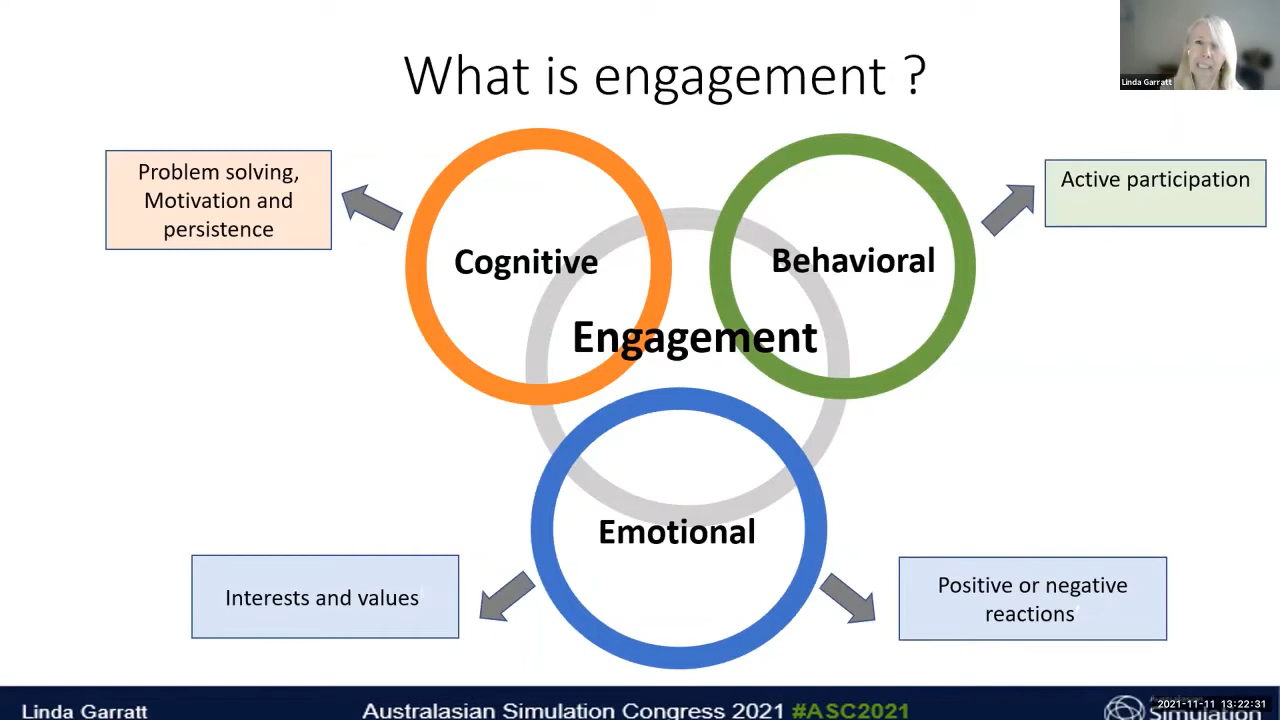 What is engagement ?
Linda Garratt
Problem solving,
Motivation and
persistence
Active participation
Cognitive
Behavioral
Engagement
Emotional
Interests and values
Positive or negative
reactions
Linda Garratt
Australasian Simulation Congress 2021 #ASC2021
2021-11-11 13:22:31